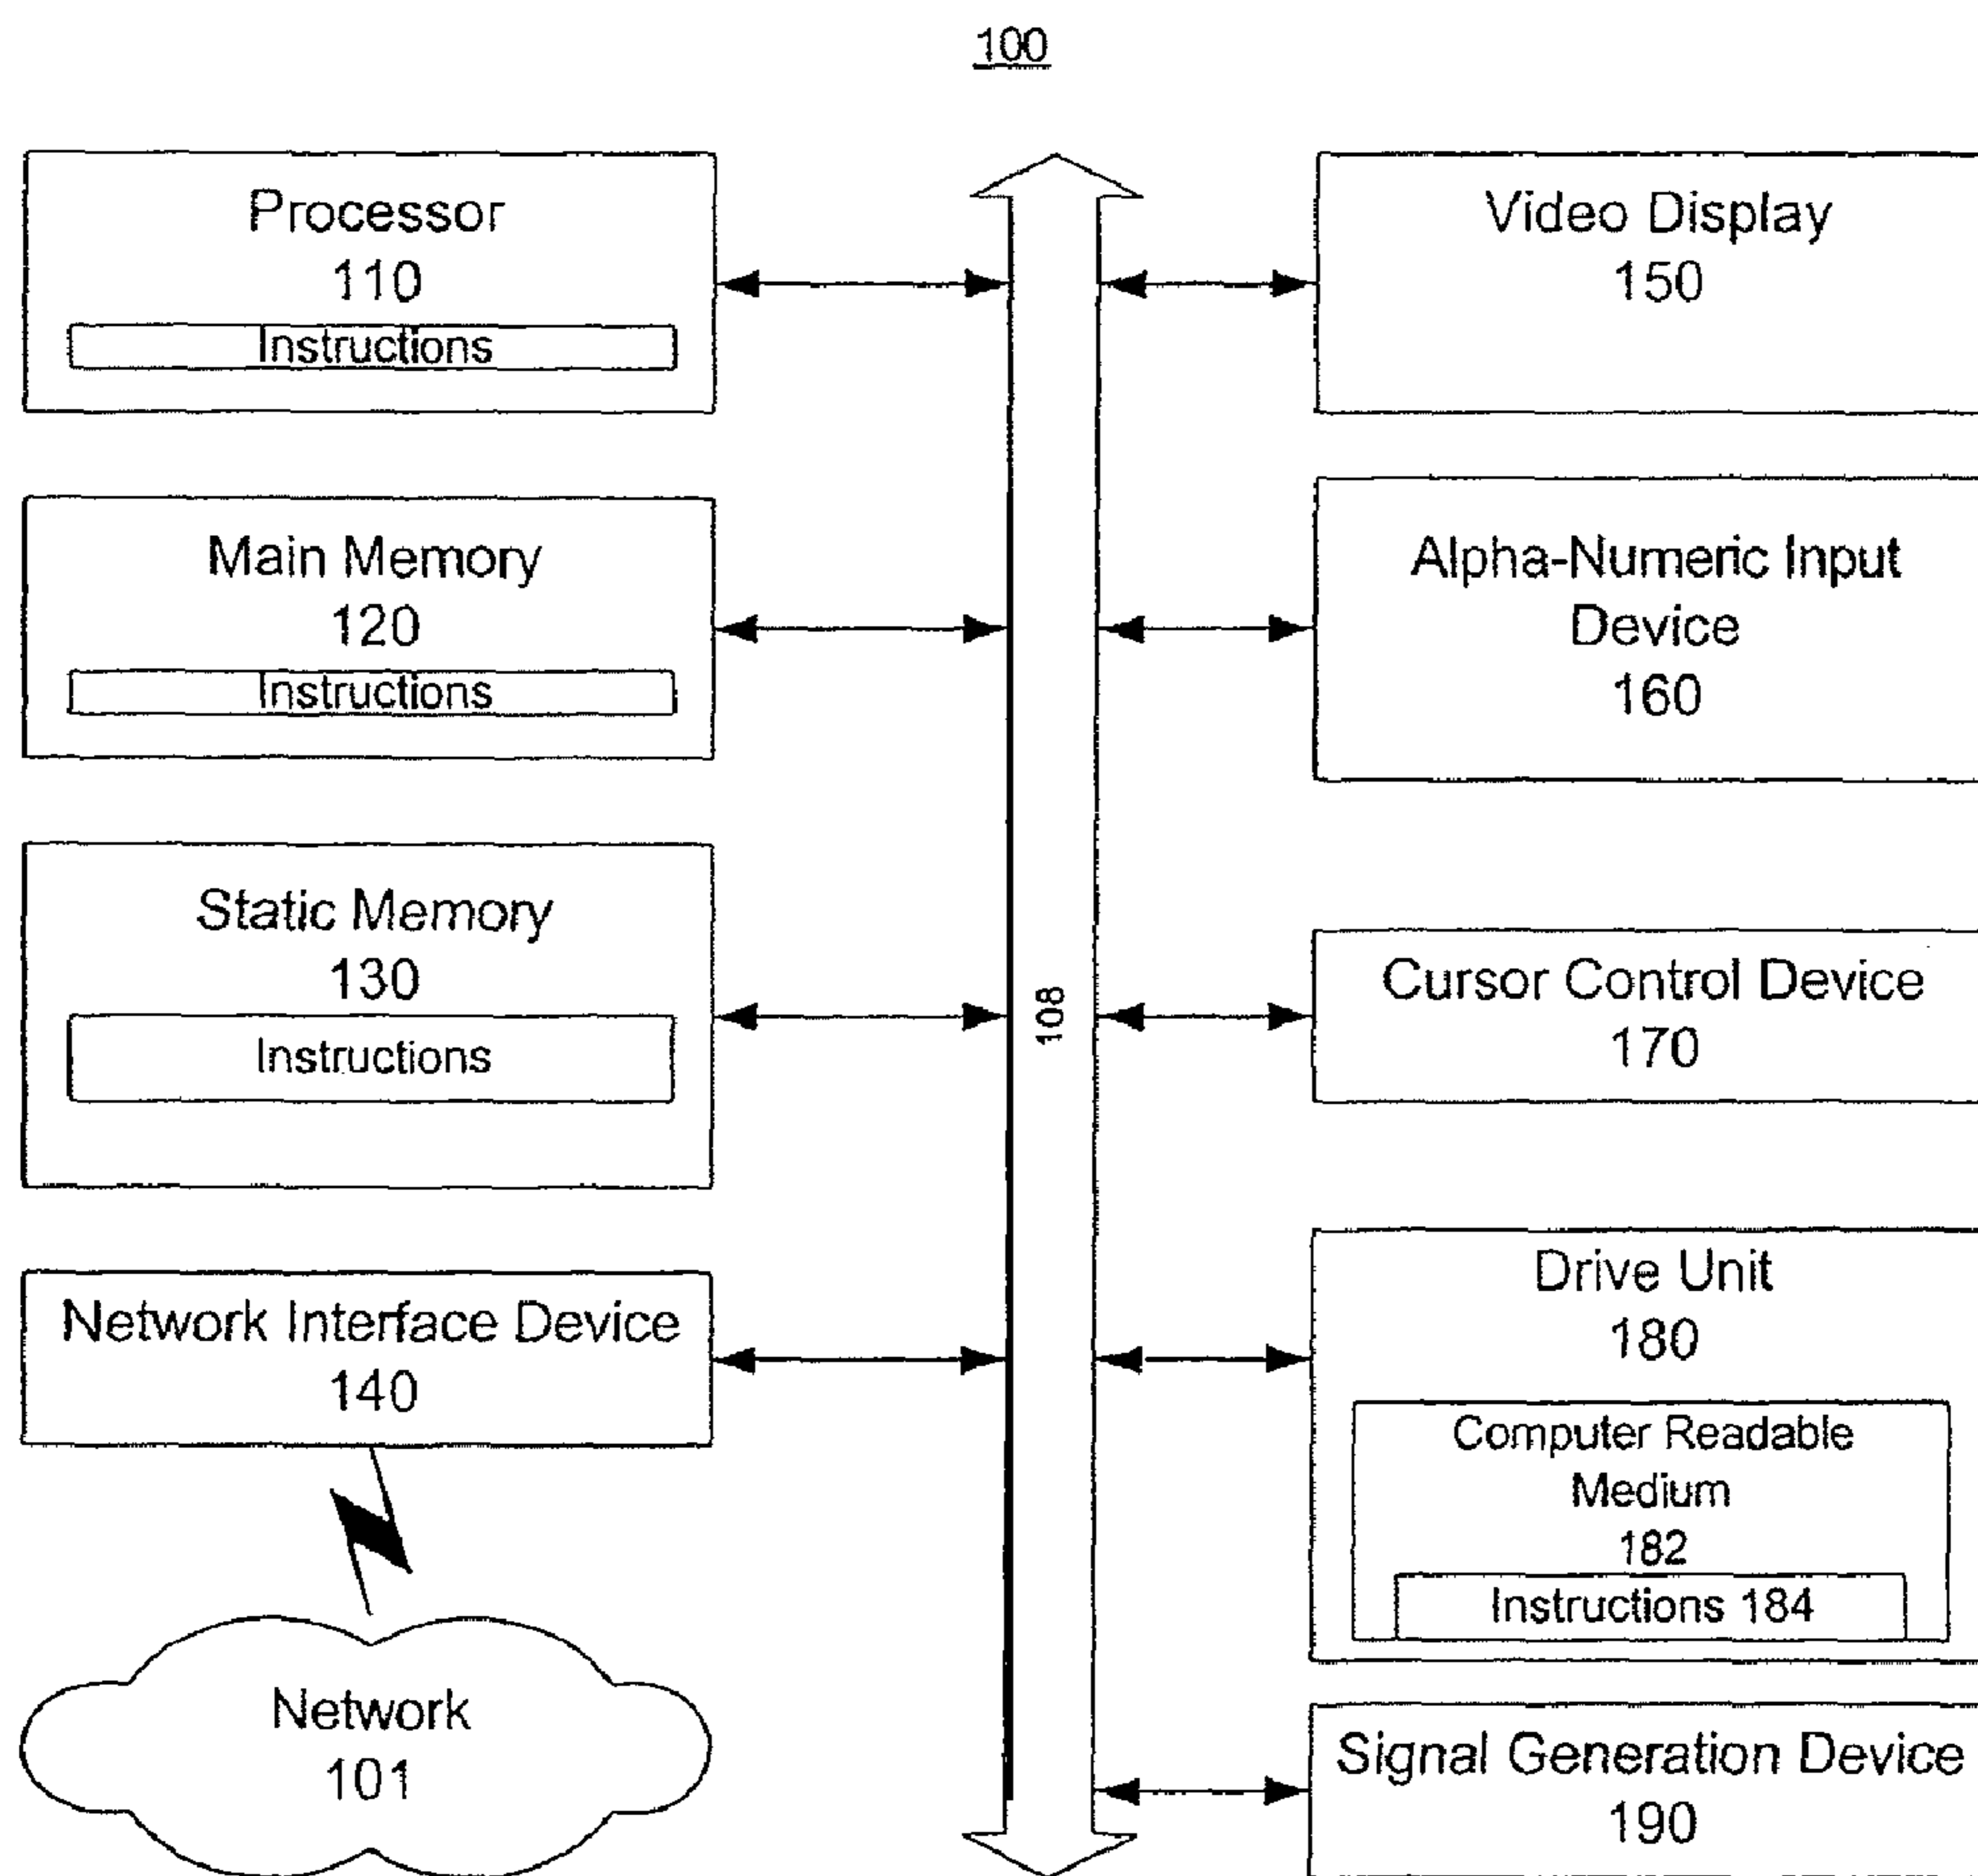 100
Processor
110
Instructions
Main Memory
120
Instructions
Static Memory
130
Instructions
Network Interface Device
140
Network
101
108
Video Display
150
Alpha-Numeric Input
Device
160
Cursor Control Device
170
Drive Unit
180
Computer Readable
Medium
182
Instructions 184
Signal Generation Device
190